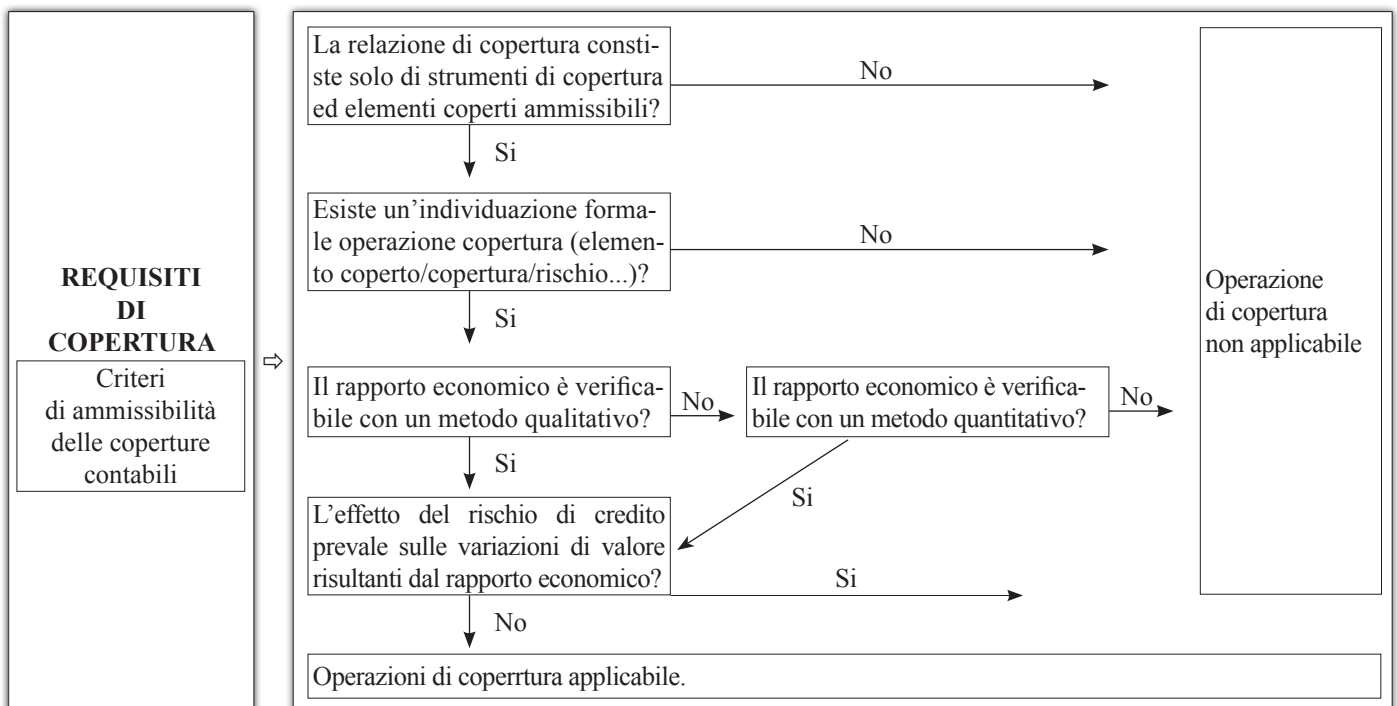 REQUISITI
DI
COPERTURA
Criteri
di ammissibilità
delle coperture
contabili
La relazione di copertura consti-
ste solo di strumenti di copertura
ed elementi coperti ammissibili?
No
Si
Esiste un’individuazione forma-
le operazione copertura (elemen-
to coperto/copertura/rischio...)?
No
Si
Il rapporto economico è verifica-
bile con un metodo qualitativo?
No
Il rapporto economico è verifica-
bile con un metodo quantitativo?
No
Si
Si
L’effetto del rischio di credito
prevale sulle variazioni di valore
risultanti dal rapporto economico?
Si
No
Operazione
di copertura
non applicabile
Operazioni di coperrtura applicabile.